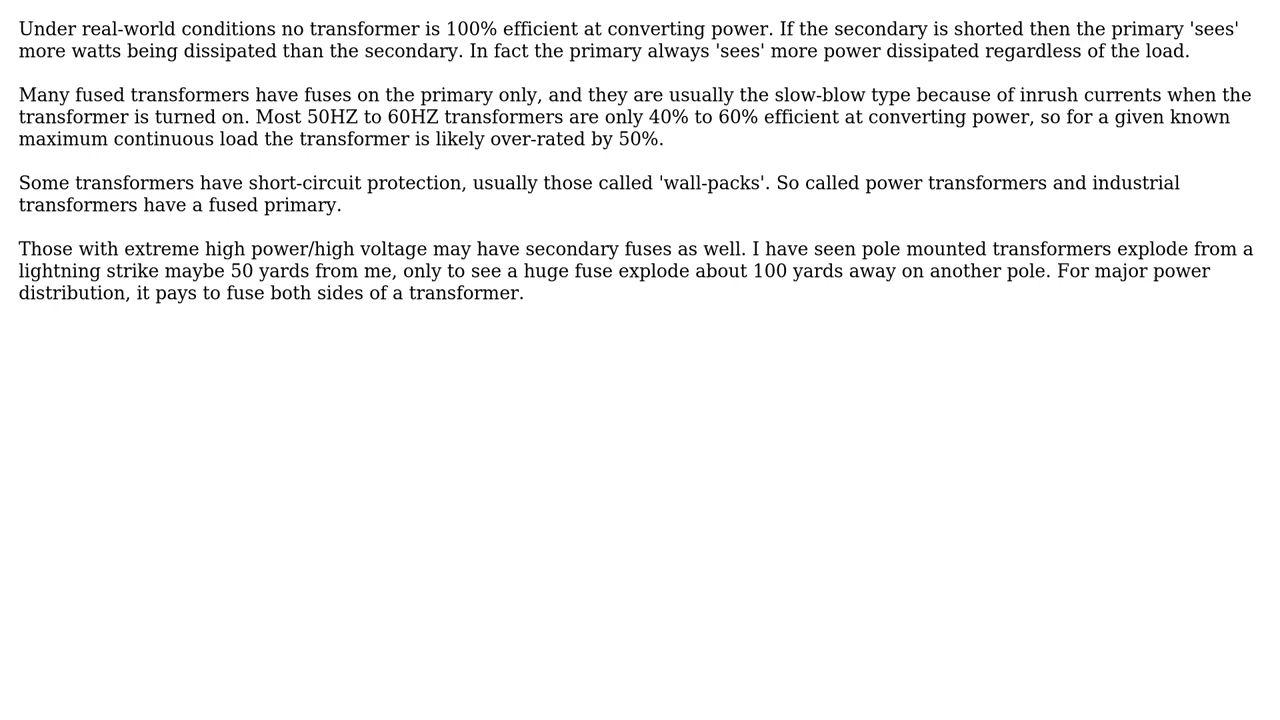 Under real-world conditions no transformer is 100% efficient at converting power. If the secondary is shorted then the primary 'sees'
more watts being dissipated than the secondary. In fact the primary always 'sees' more power dissipated regardless of the load.
Many fused transformers have fuses on the primary only, and they are usually the slow-blow type because of inrush currents when the
transformer is turned on. Most 50HZ to 60HZ transformers are only 40% to 60% efficient at converting power, so for a given known
maximum continuous load the transformer is likely over-rated by 50%.
Some transformers have short-circuit protection, usually those called 'wall-packs'. So called power transformers and industrial
transformers have a fused primary.
Those with extreme high power/high voltage may have secondary fuses as well. I have seen pole mounted transformers explode from a
lightning strike maybe 50 yards from me, only to see a huge fuse explode about 100 yards away on another pole. For major power
distribution, it pays to fuse both sides of a transformer.